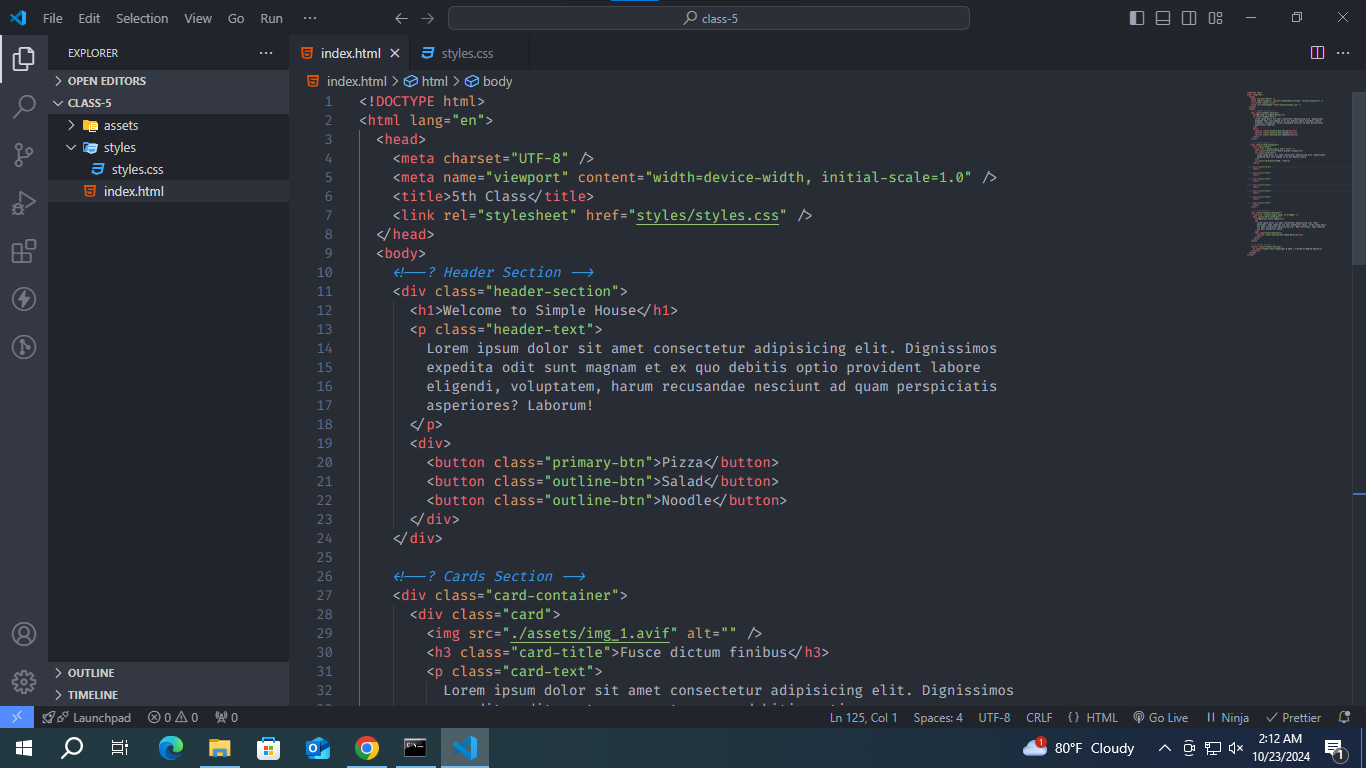 File Edit Selection View Go Run ··· class-5
EXPLORER ···
index.html styles.css
OPEN EDITORS
CLASS-5
assets
styles
styles.css
index.html
OUTLINE
TIMELINE
index.html > html > body
1 <!DOCTYPE html>
2 <html lang="en">
3 <head>
4 <meta charset="UTF-8" />
5 <meta name="viewport" content="width=device-width, initial-scale=1.0" />
6 <title>5th Class</title>
7 <link rel="stylesheet" href="styles/styles.css" />
8 </head>
9 <body>
10 <!--? Header Section -->
11 <div class="header-section">
12 <h1>Welcome to Simple House</h1>
13 <p class="header-text">
14 Lorem ipsum dolor sit amet consectetur adipisicing elit. Dignissimos
15 expedita odit sunt magnam et ex quo debitis optio provident labore
16 eligendi, voluptatem, harum recusandae nesciunt ad quam perspiciatis
17 asperiores? Laborum!
18 </p>
19 <div>
20 <button class="primary-btn">Pizza</button>
21 <button class="outline-btn">Salad</button>
22 <button class="outline-btn">Noodle</button>
23 </div>
24 </div>
25
26 <!--? Cards Section -->
27 <div class="card-container">
28 <div class="card">
29 <img src="./assets/img_1.avif" alt="" />
30 <h3 class="card-title">Fusce dictum finibus</h3>
31 <p class="card-text">
32 Lorem ipsum dolor sit amet consectetur adipisicing elit. Dignissimos
Launchpad 0 0 0 Ln 125, Col 1 Spaces: 4 UTF-8 CRLF {} HTML Go Live Ninja Prettier
1 80°F Cloudy 2:12 AM
10/23/2024 1